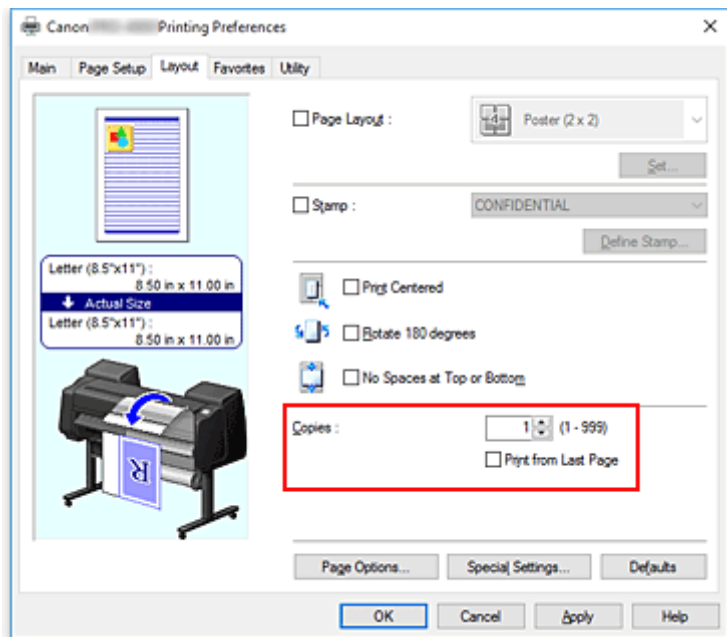 Canon Printing Preferences
Main Page Setup Layout Favorites Utility
Page Layout :
4
Poster (2 x 2)
Set...
Stamp :
CONFIDENTIAL
Define Stamp...
Letter (8.5"x11") :
8.50 in x 11.00 in
Actual Size
Letter (8.5"x11") :
8.50 in x 11.00 in
Print Centered
Rotate 180 degrees
No Spaces at Top or Bottom
R
Copies :
1 (1 - 999)
Print from Last Page
Page Options... Special Settings... Defaults
OK Cancel Apply Help